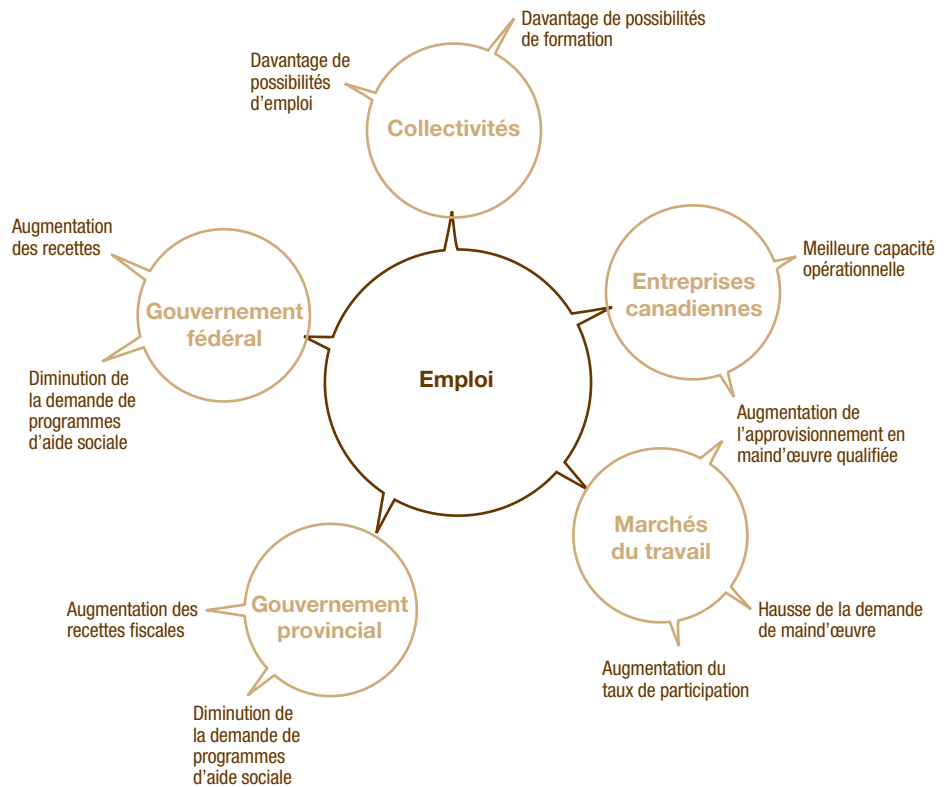 Davantage de possibilités
de formation
Davantage de
possibilités
d'emploi
Collectivités
Augmentation
des recettes
Gouvernement
fédéral
Diminution de
la demande de
programmes
d'aide sociale
Meilleure capacité
opérationnelle
Entreprises
canadiennes
Emploi
Augmentation de
l'approvisionnement en
maind'œuvre qualifiée
Marchés
du travail
Hausse de la demande
de maind'œuvre
Augmentation du
taux de participation
Gouvernement
provincial
Augmentation des
recettes fiscales
Diminution de
la demande de
programmes
d'aide sociale